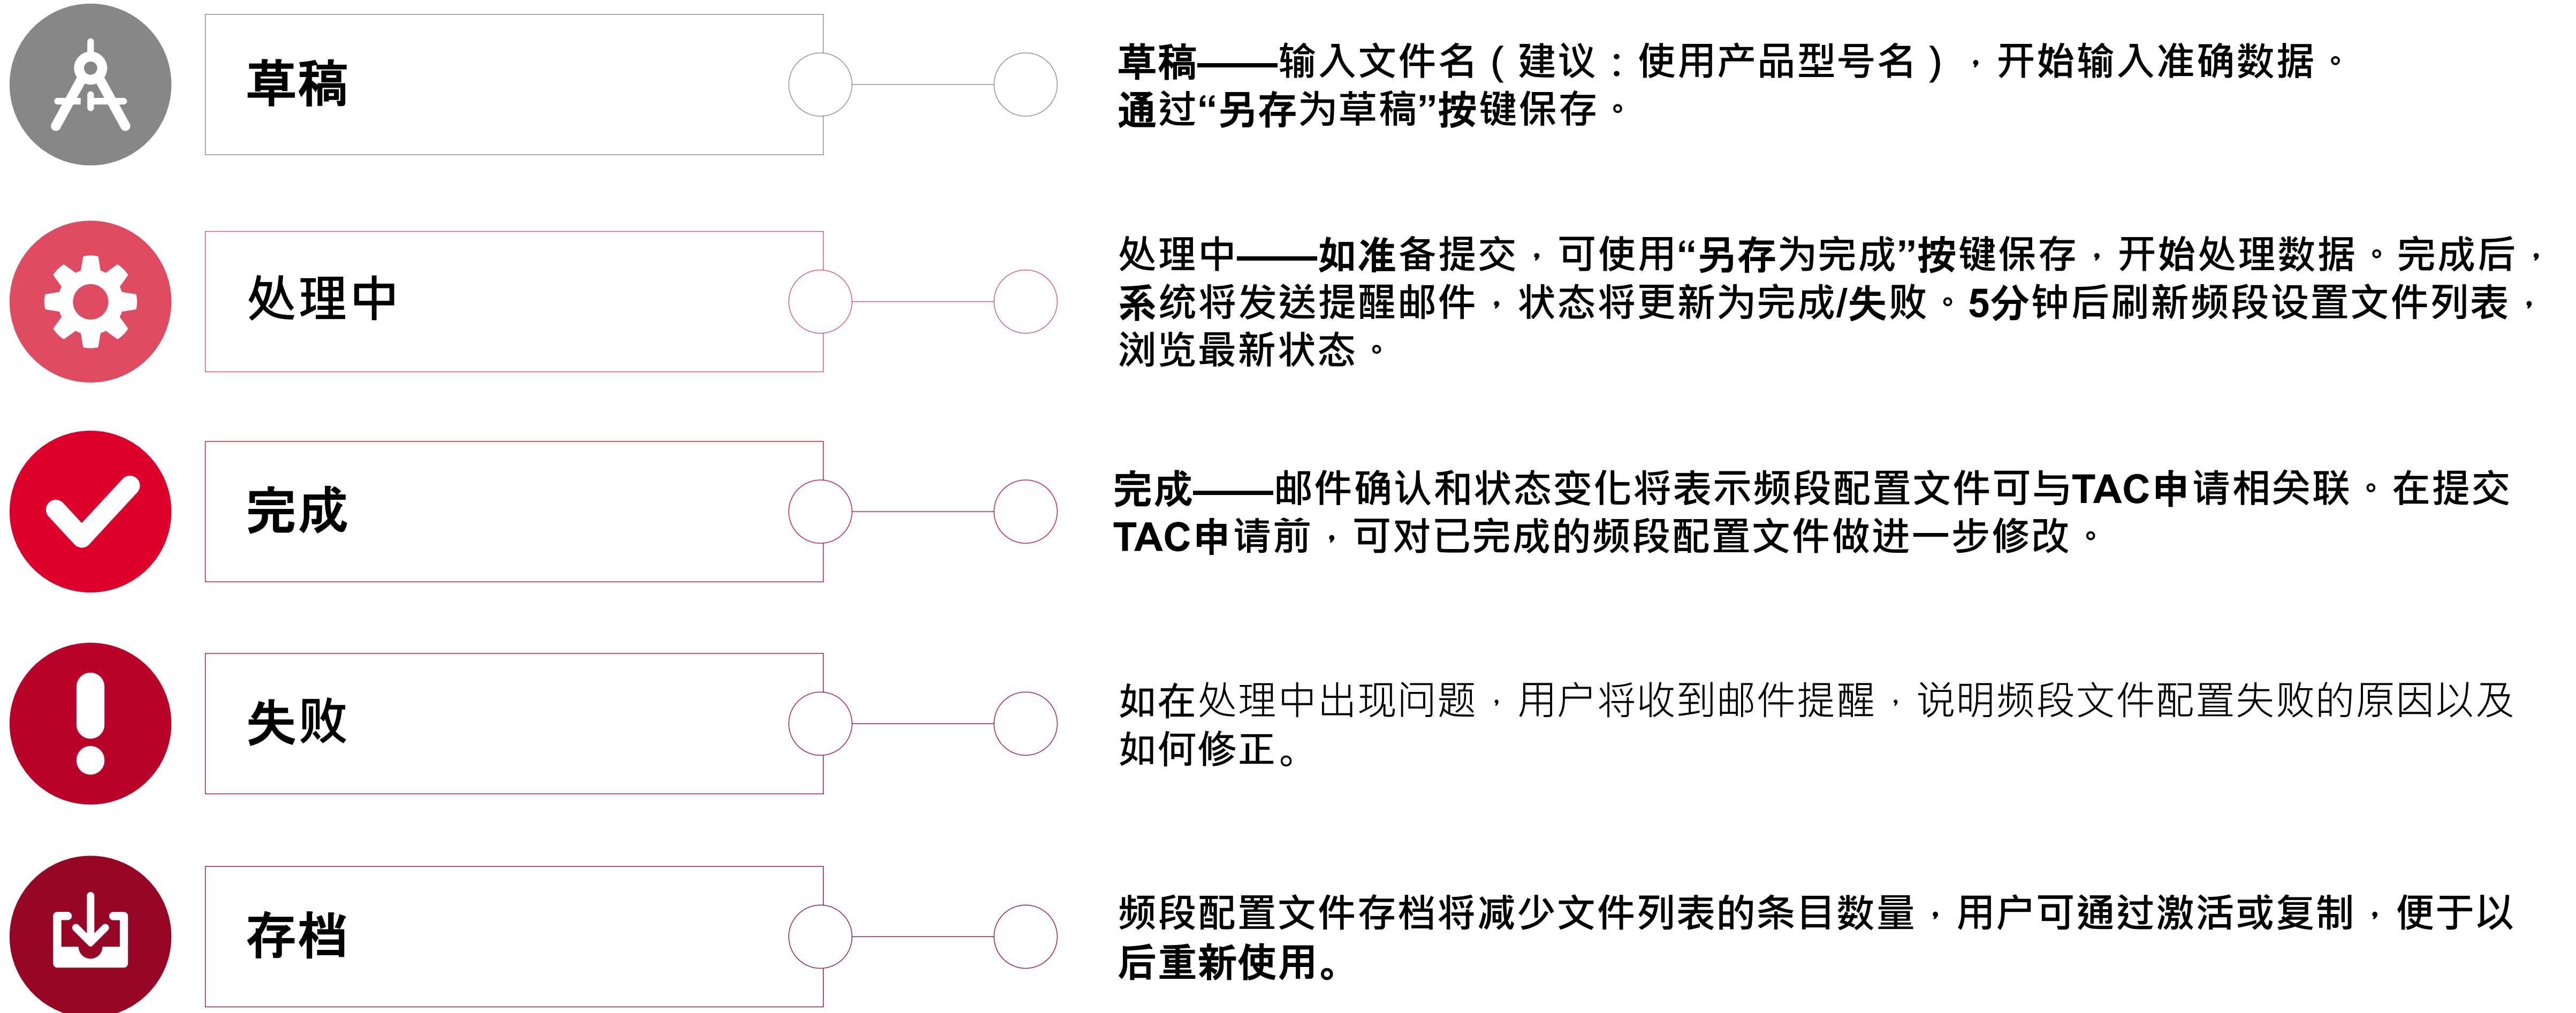 草稿
草稿——输入文件名（建议：使用产品型号名），开始输入准确数据。
通过“另存为草稿”按键保存。
处理中
处理中——如准备提交，可使用“另存为完成”按键保存，开始处理数据。完成后，
系统将发送提醒邮件，状态将更新为完成/失败。5分钟后刷新频段设置文件列表，
浏览最新状态。
完成
完成——邮件确认和状态变化将表示频段配置文件可与TAC申请相关联。在提交
TAC申请前，可对已完成的频段配置文件做进一步修改。
失败
如在处理中出现问题，用户将收到邮件提醒，说明频段文件配置失败的原因以及
如何修正。
存档
频段配置文件存档将减少文件列表的条目数量，用户可通过激活或复制，便于以
后重新使用。